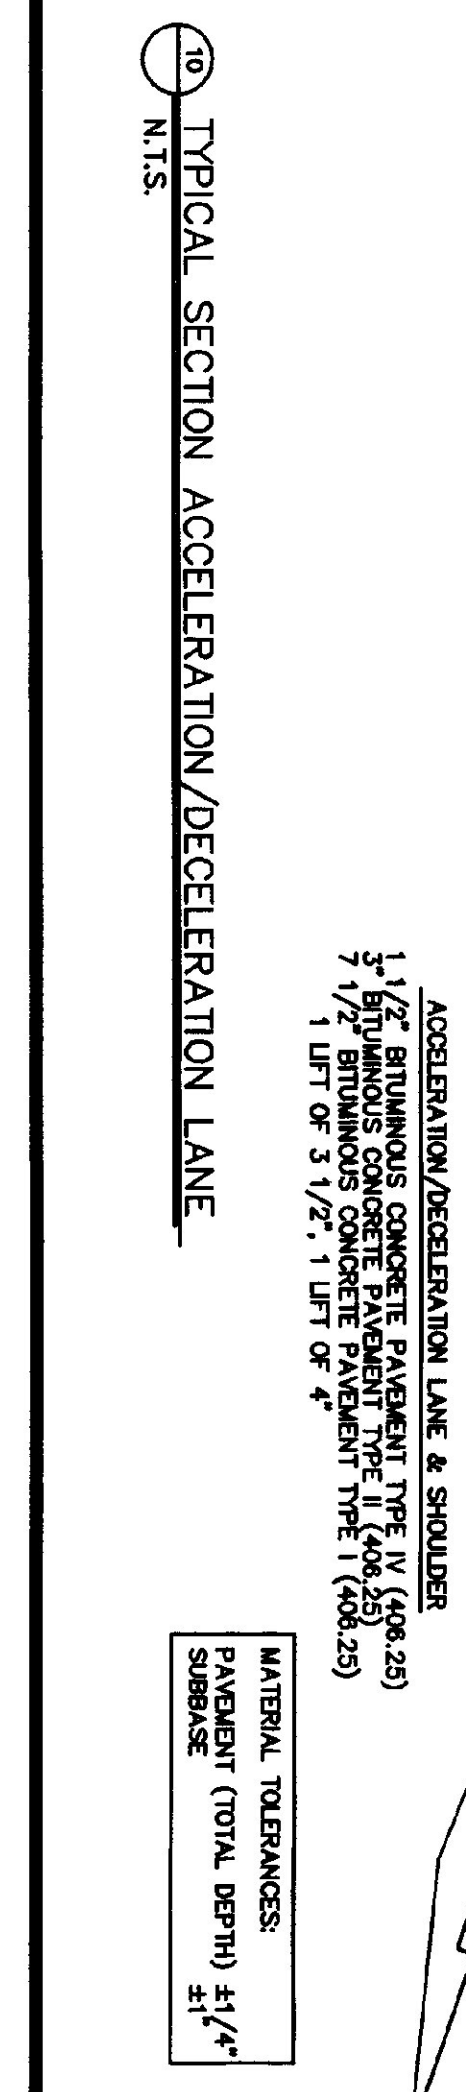 ACCELERATION/DECELERATION LANE & SHOULDER
1 1/2" BITUMINOUS CONCRETE PAVEMENT TYPE IV (406.25)
3" BITUMINOUS CONCRETE PAVEMENT TYPE II (406.25)
7 1/2" BITUMINOUS CONCRETE PAVEMENT TYPE I (406.25)
1 LIFT OF 3 1/2", 1 LIFT OF 4"
MATERIAL TOLERANCES:
PAVEMENT (TOTAL DEPTH) ±1/4"
SUBBASE ±1"
10 TYPICAL SECTION ACCELERATION/DECELERATION LANE
N.T.S.